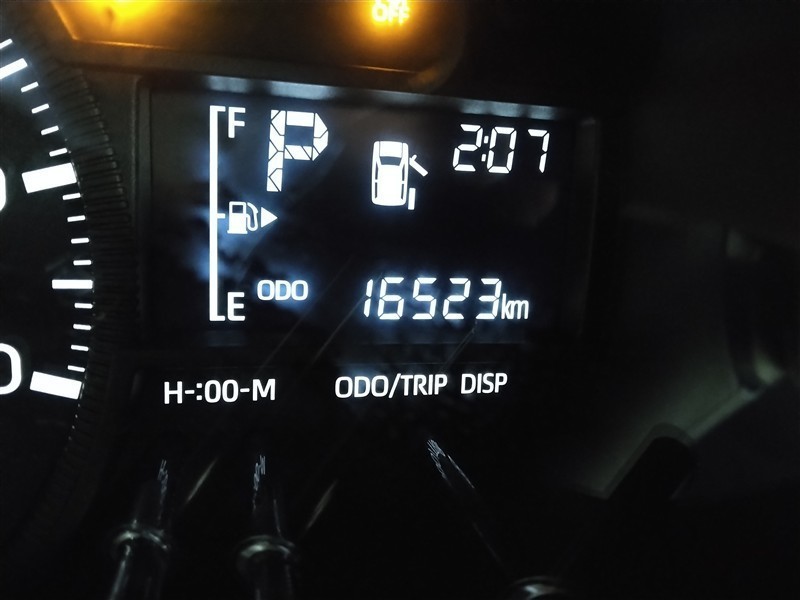 OFF
F
P
2:07
ODO
16523km
E
H-:00-M
ODO/TRIP DISP